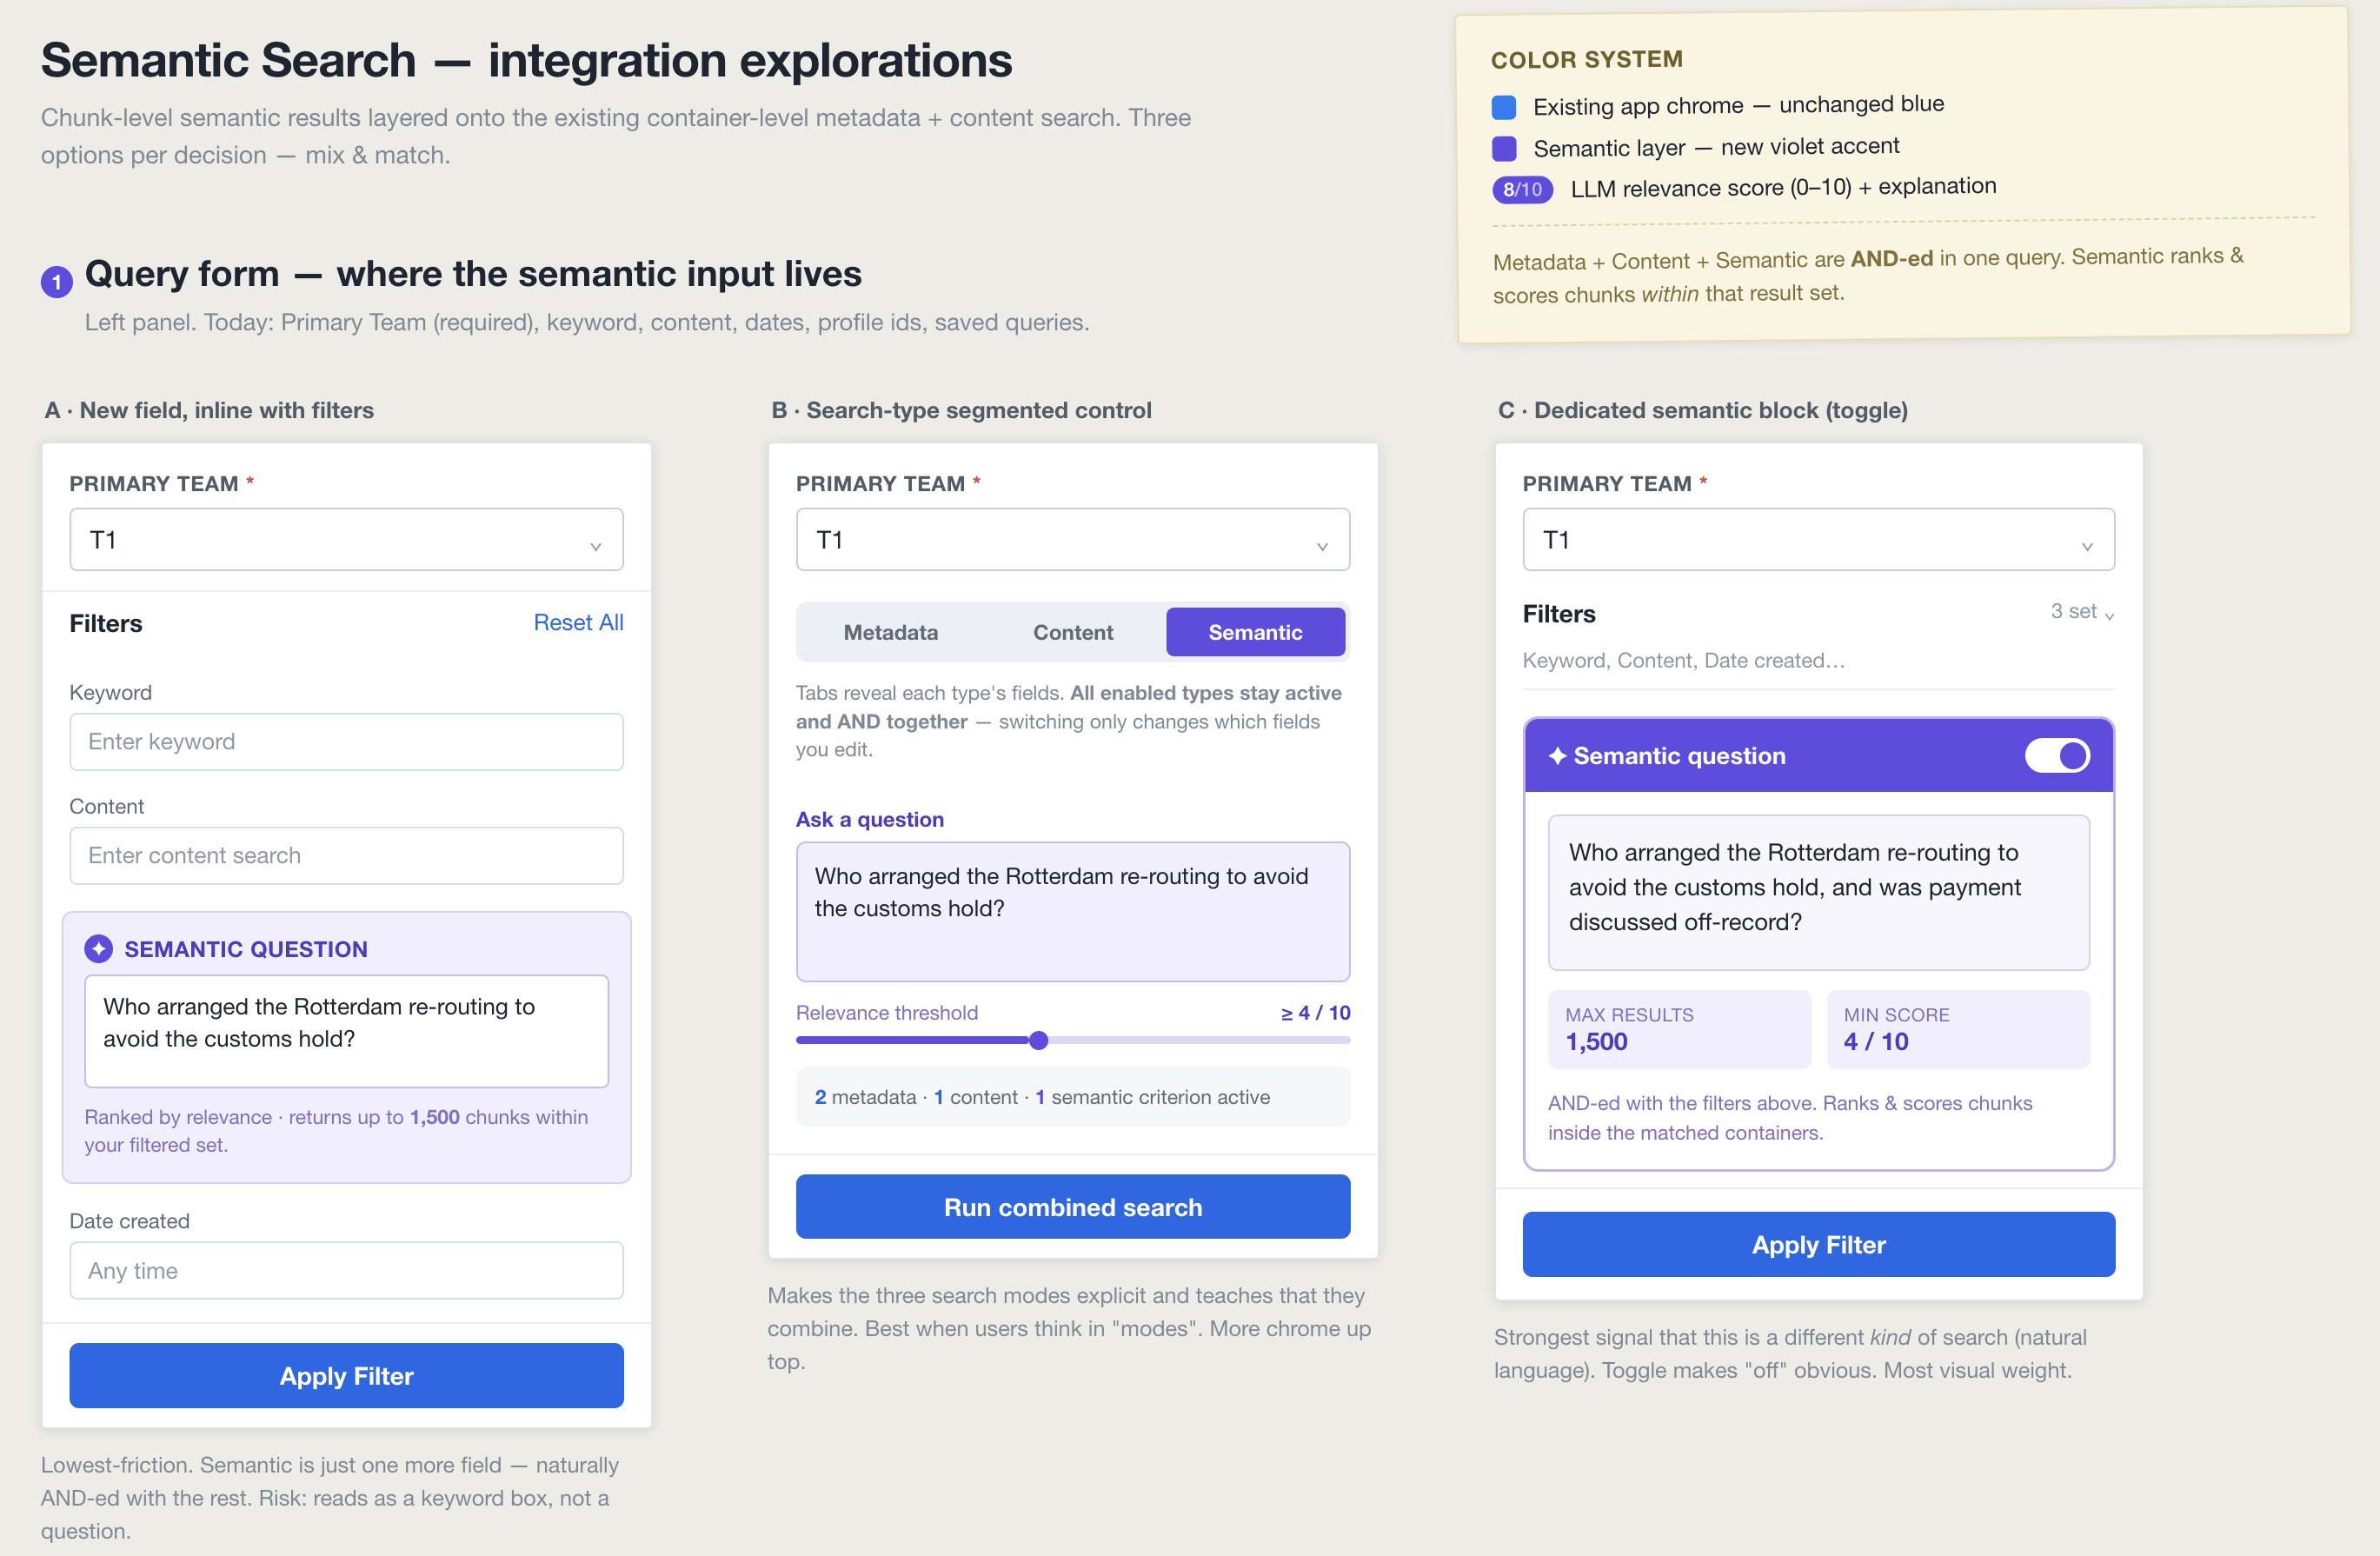 Semantic Search — integration explorations
Chunk-level semantic results layered onto the existing container-level metadata + content search. Three
options per decision — mix & match.
COLOR SYSTEM
Existing app chrome — unchanged blue
Semantic layer — new violet accent
8/10 LLM relevance score (0–10) + explanation
Metadata + Content + Semantic are AND-ed in one query. Semantic ranks &
scores chunks within that result set.
1 Query form — where the semantic input lives
Left panel. Today: Primary Team (required), keyword, content, dates, profile ids, saved queries.
A · New field, inline with filters
PRIMARY TEAM *
T1
Filters
Reset All
Keyword
Enter keyword
Content
Enter content search
SEMANTIC QUESTION
Who arranged the Rotterdam re-routing to
avoid the customs hold?
Ranked by relevance · returns up to 1,500 chunks within
your filtered set.
Date created
Any time
Apply Filter
Lowest-friction. Semantic is just one more field — naturally
AND-ed with the rest. Risk: reads as a keyword box, not a
question.
B · Search-type segmented control
PRIMARY TEAM *
T1
Metadata Content Semantic
Tabs reveal each type's fields. All enabled types stay active
and AND together — switching only changes which fields
you edit.
Ask a question
Who arranged the Rotterdam re-routing to avoid
the customs hold?
Relevance threshold ≥ 4 / 10
2 metadata · 1 content · 1 semantic criterion active
Run combined search
Makes the three search modes explicit and teaches that they
combine. Best when users think in "modes". More chrome up
top.
C · Dedicated semantic block (toggle)
PRIMARY TEAM *
T1
Filters
3 set
Keyword, Content, Date created…
Semantic question
Who arranged the Rotterdam re-routing to
avoid the customs hold, and was payment
discussed off-record?
MAX RESULTS
1,500
MIN SCORE
4 / 10
AND-ed with the filters above. Ranks & scores chunks
inside the matched containers.
Apply Filter
Strongest signal that this is a different kind of search (natural
language). Toggle makes "off" obvious. Most visual weight.